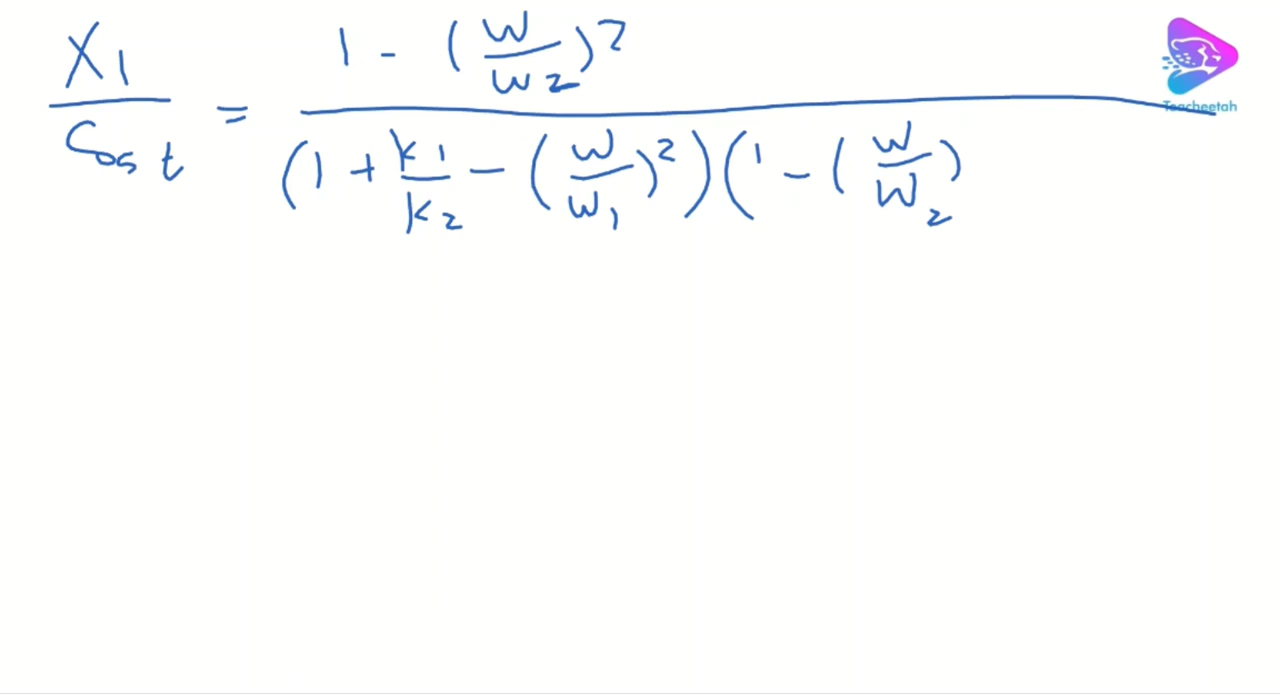 X1 / Cos t = 1 - (W/W2)^2 / (1 + K1/K2 - (W/W1)^2)(1 - (W/W2)
Teacheetah